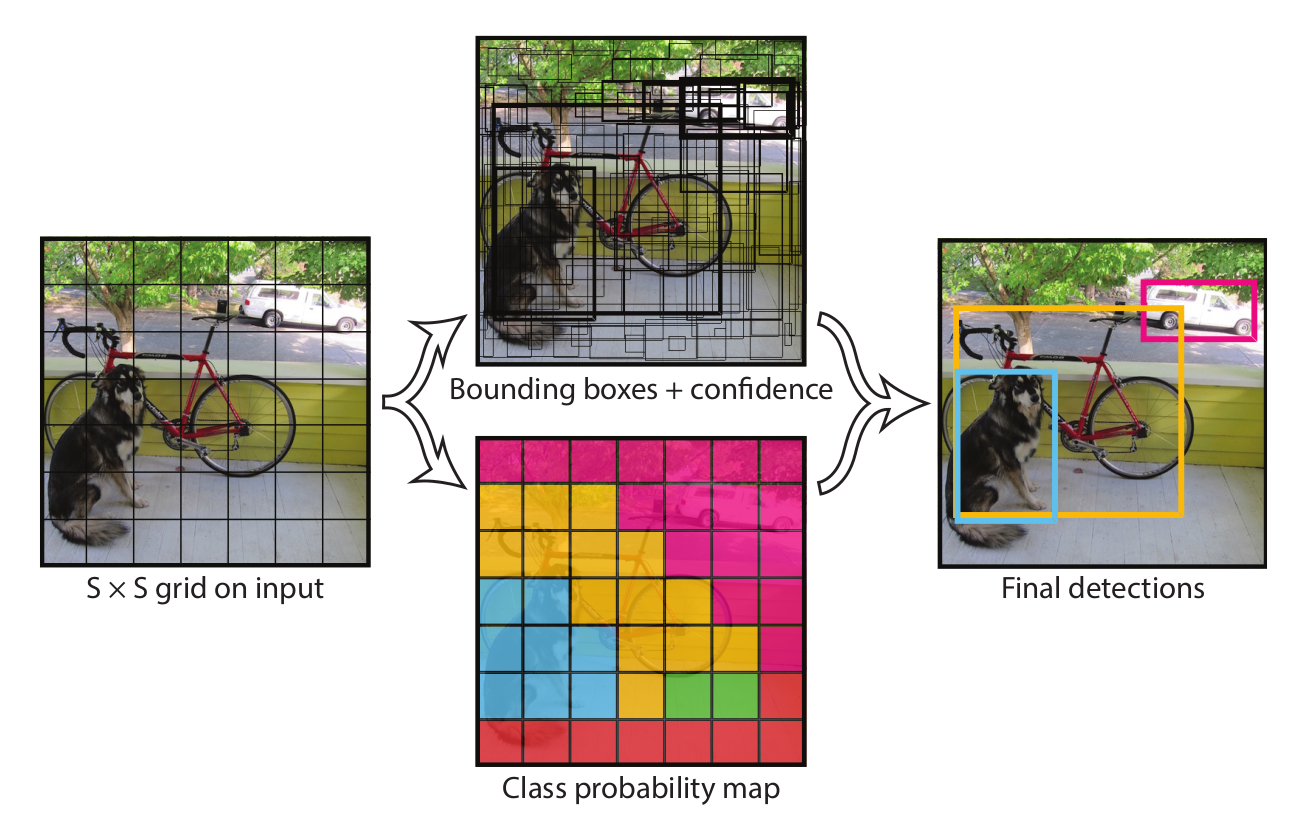 S × S grid on input
Bounding boxes + confidence
Class probability map
Final detections